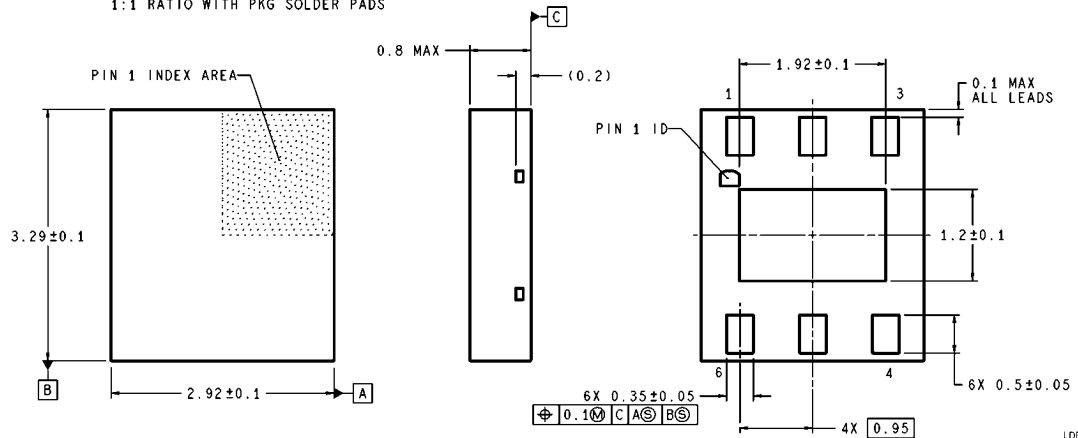 1:1 RATIO WITH PKG SOLDER PADS
C
0.8 MAX
(0.2)
1.92±0.1
0.1 MAX
ALL LEADS
PIN 1 INDEX AREA
1
3
PIN 1 ID
3.29±0.1
1.2±0.1
B
2.92±0.1
A
6
4
6X 0.35±0.05
6X 0.5±0.05
⌖ 0.1Ⓜ C AⓈ BⓈ
4X 0.95